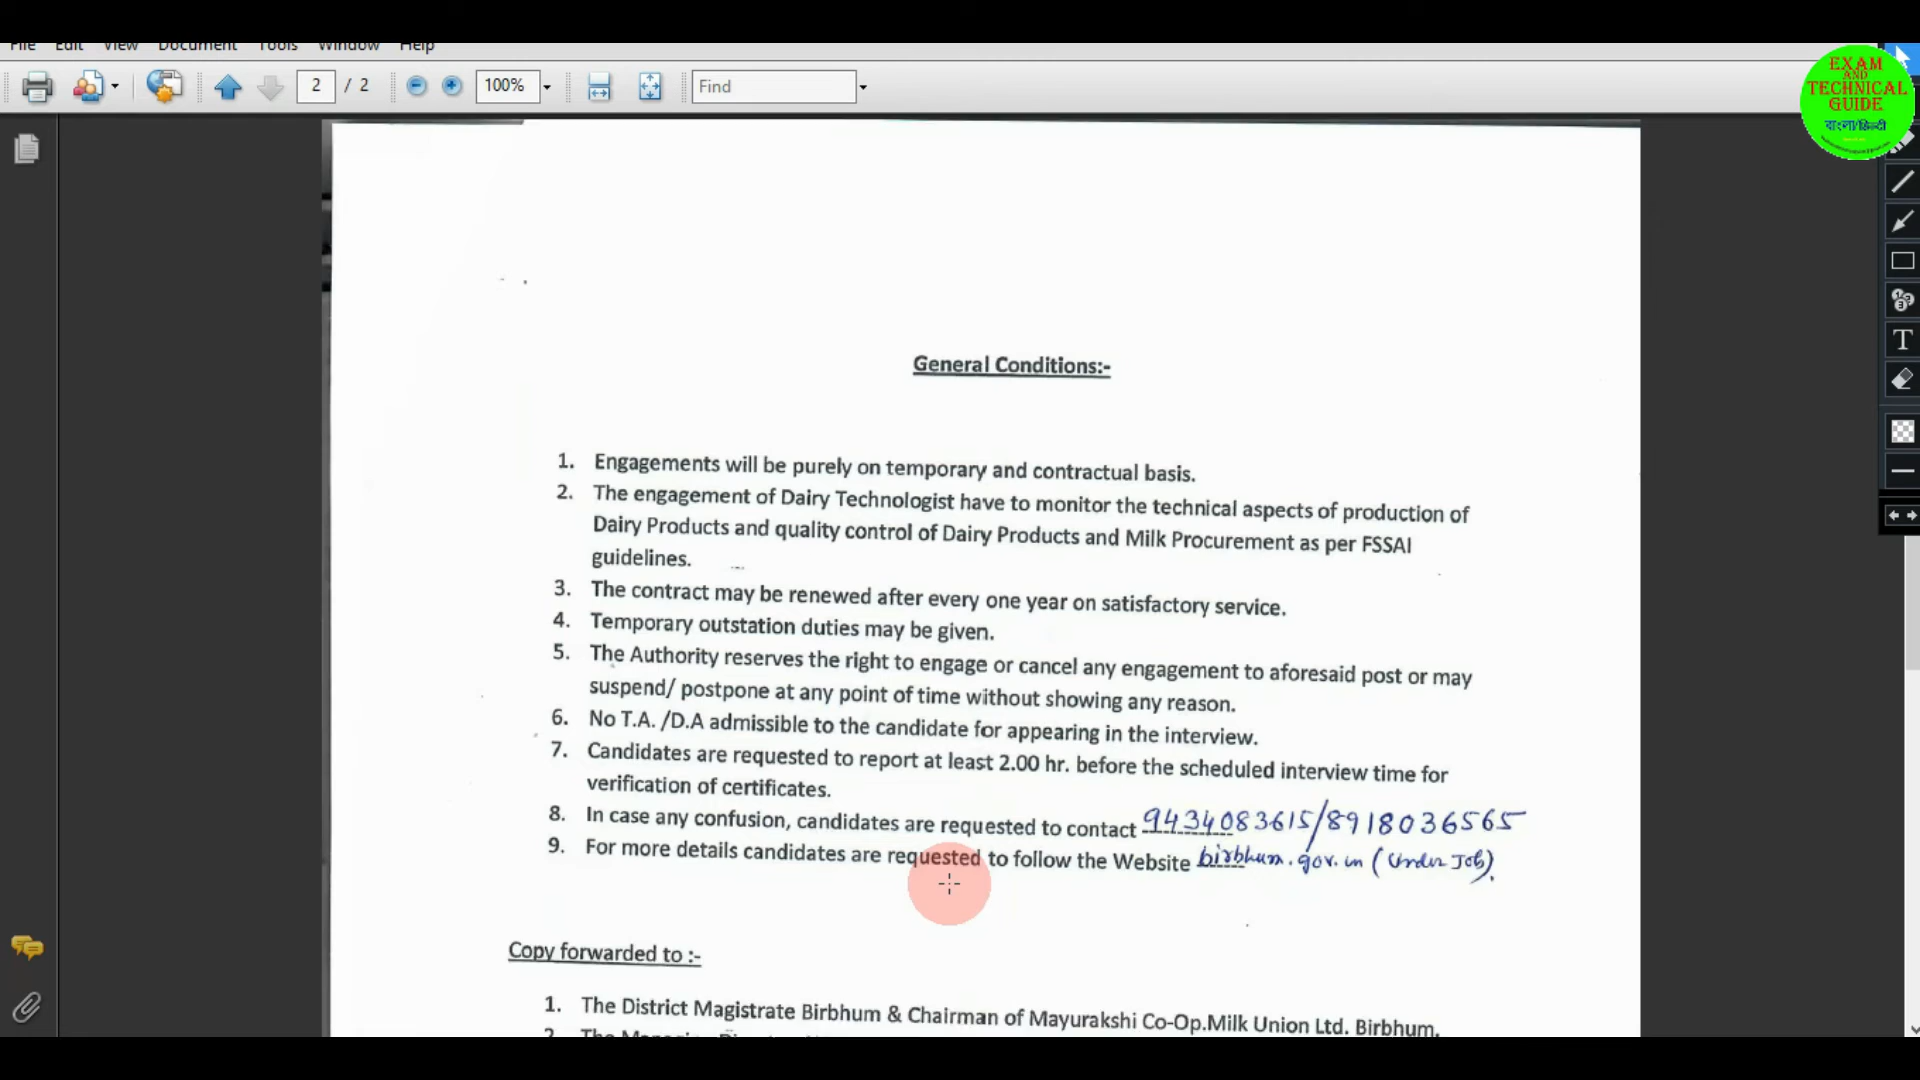 File Edit View Document Tools Window Help
2 / 2 100% Find
EXAM
AND
TECHNICAL
GUIDE
বাংলা/हिन्दी
General Conditions:-
1. Engagements will be purely on temporary and contractual basis.
2. The engagement of Dairy Technologist have to monitor the technical aspects of production of
Dairy Products and quality control of Dairy Products and Milk Procurement as per FSSAI
guidelines.
3. The contract may be renewed after every one year on satisfactory service.
4. Temporary outstation duties may be given.
5. The Authority reserves the right to engage or cancel any engagement to aforesaid post or may
suspend/ postpone at any point of time without showing any reason.
6. No T.A. /D.A admissible to the candidate for appearing in the interview.
7. Candidates are requested to report at least 2.00 hr. before the scheduled interview time for
verification of certificates.
8. In case any confusion, candidates are requested to contact 9434083615/8918036565
9. For more details candidates are requested to follow the Website birbhum.gov.in (Under Job).
Copy forwarded to :-
1. The District Magistrate Birbhum & Chairman of Mayurakshi Co-Op.Milk Union Ltd. Birbhum.
2. The